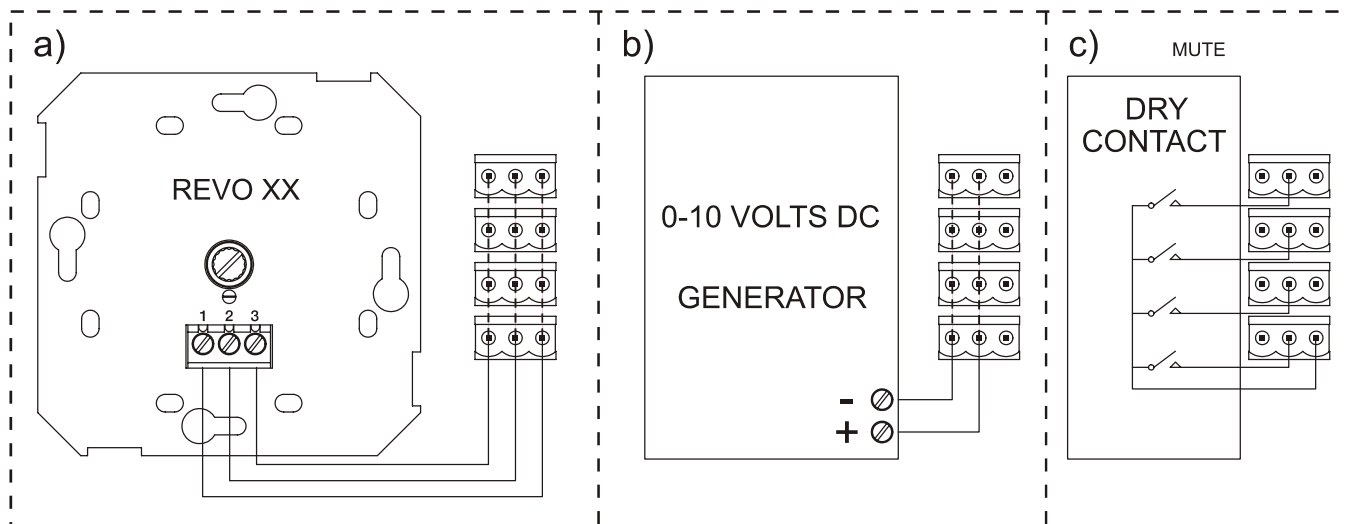 a)
REVO XX
1 2 3
b)
0-10 VOLTS DC
GENERATOR
-
+
c)
MUTE
DRY
CONTACT